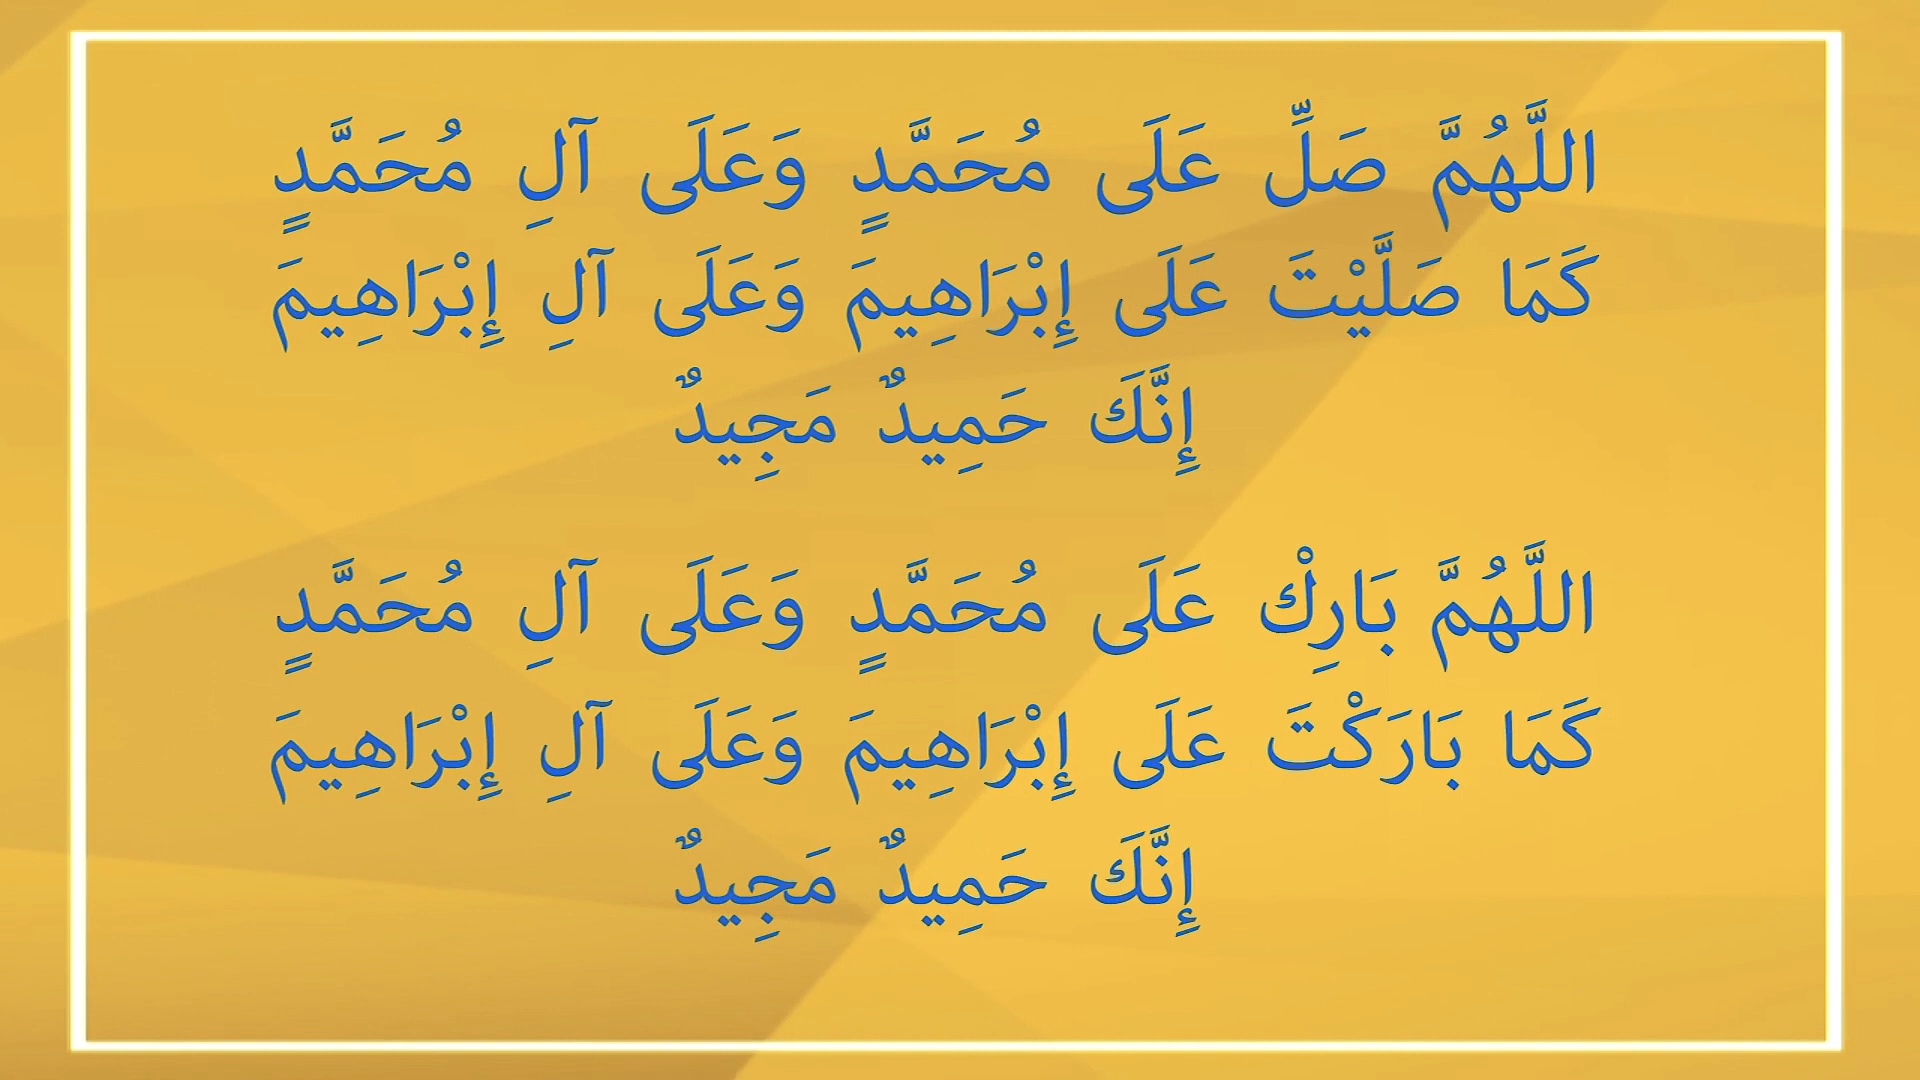 اللَّهُمَّ صَلِّ عَلَى مُحَمَّدٍ وَعَلَى آلِ مُحَمَّدٍ
كَمَا صَلَّيْتَ عَلَى إِبْرَاهِيمَ وَعَلَى آلِ إِبْرَاهِيمَ
إِنَّكَ حَمِيدٌ مَجِيدٌ
اللَّهُمَّ بَارِكْ عَلَى مُحَمَّدٍ وَعَلَى آلِ مُحَمَّدٍ
كَمَا بَارَكْتَ عَلَى إِبْرَاهِيمَ وَعَلَى آلِ إِبْرَاهِيمَ
إِنَّكَ حَمِيدٌ مَجِيدٌ